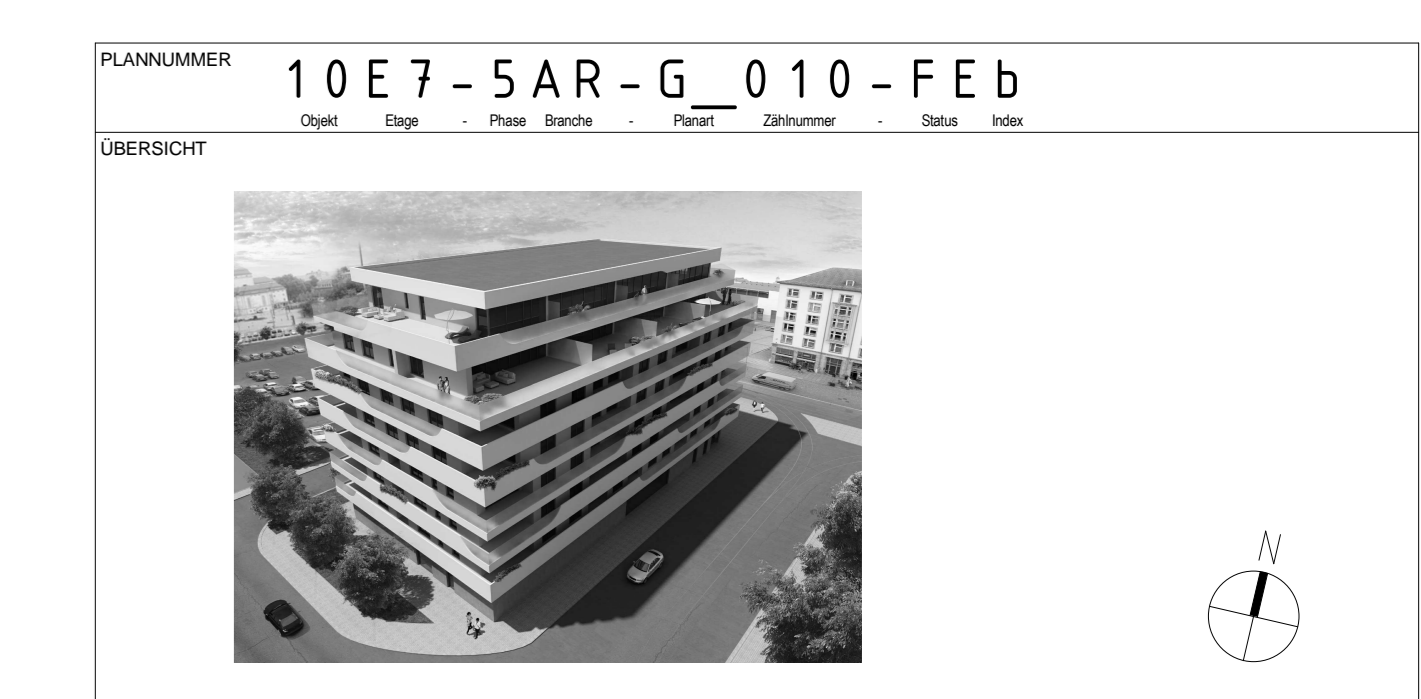 PLANNUMMER
10E7-5AR-G_010-FEb
Objekt Etage - Phase Branche - Planart Zählnummer - Status Index
ÜBERSICHT
N